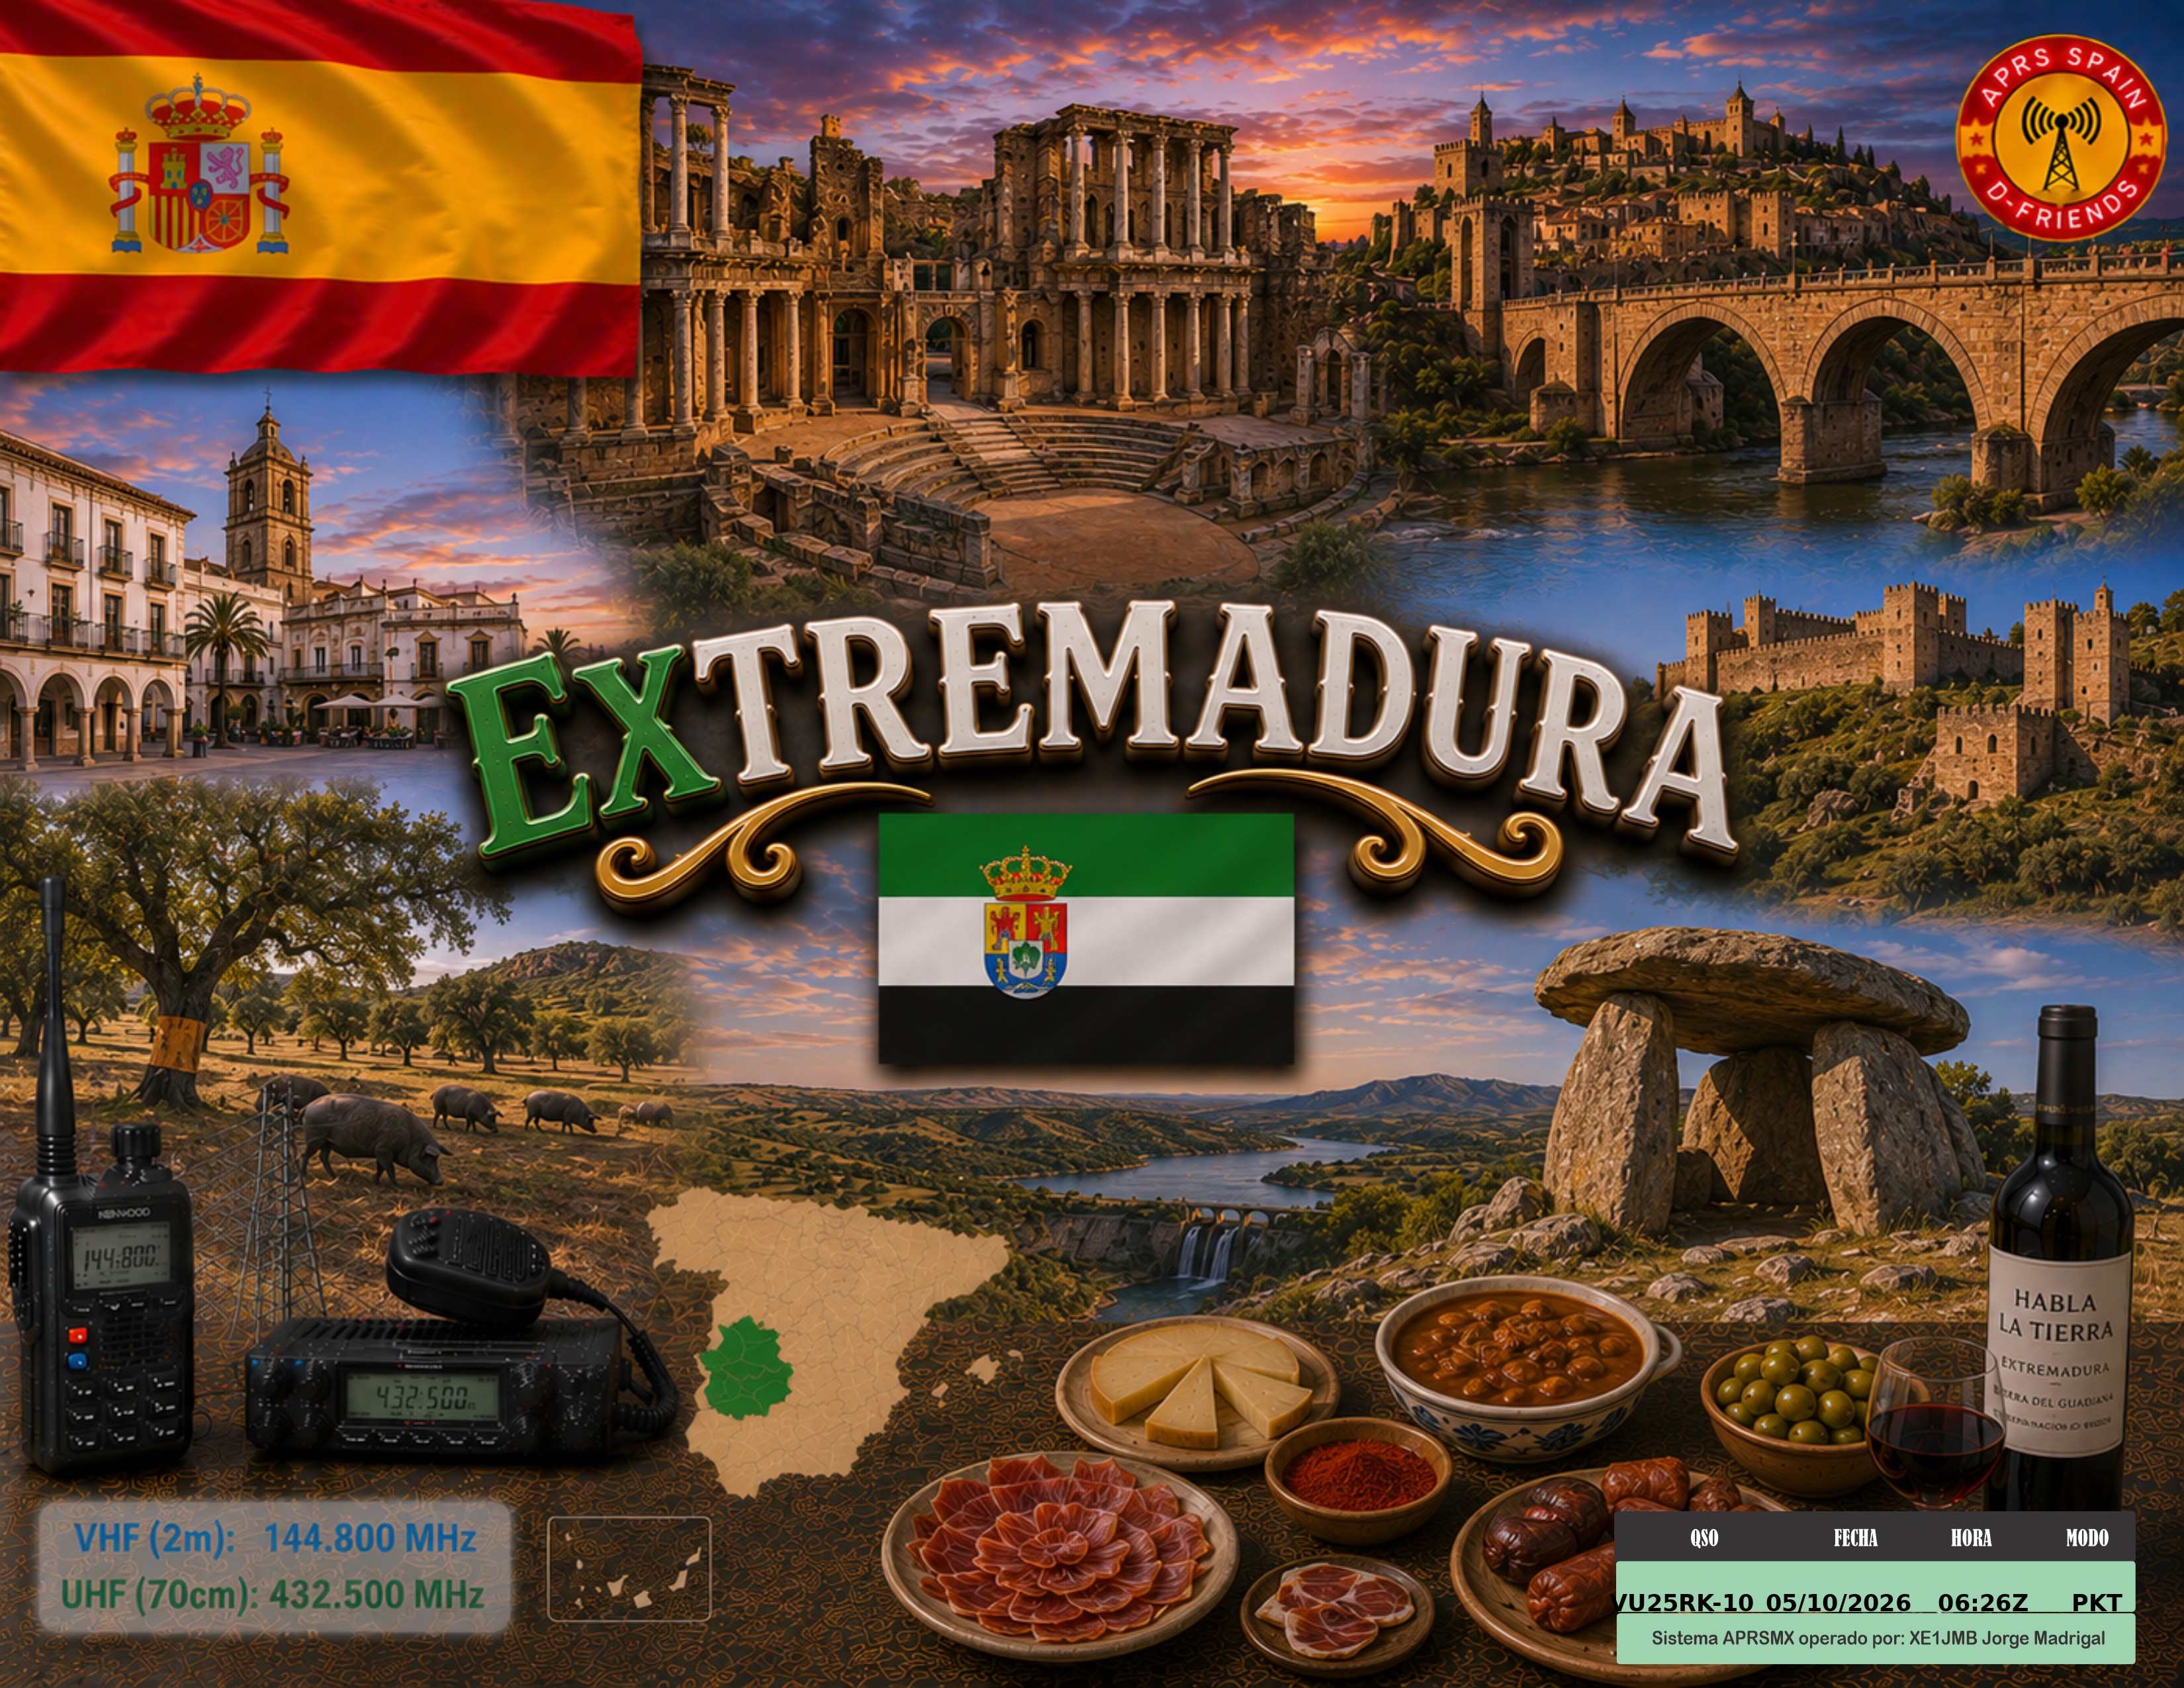 APRS SPAIN
D-FRIENDS
EXTREMADURA
KENWOOD
144.800
432.500
HABLA
LA TIERRA
EXTREMADURA
VHF (2m): 144.800 MHz
UHF (70cm): 432.500 MHz
QSO FECHA HORA MODO
VU25RK-10 05/10/2026 06:26Z PKT
Sistema APRSMX operado por: XE1JMB Jorge Madrigal